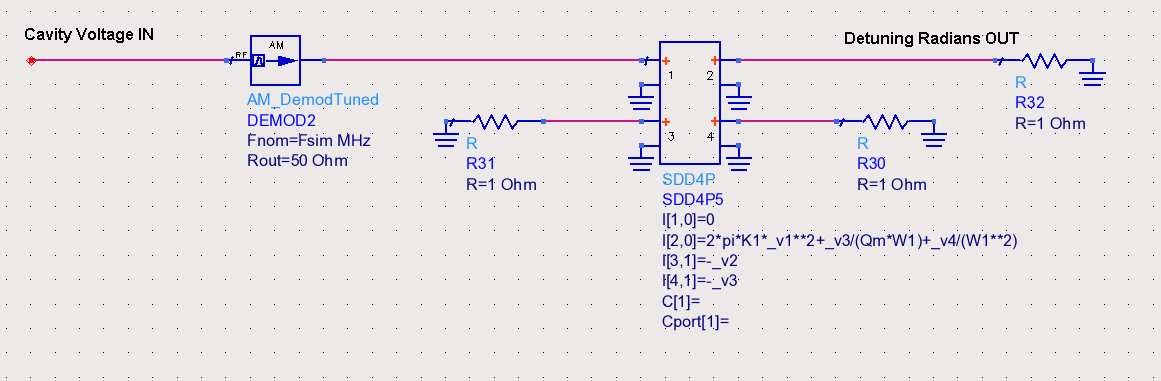 Cavity Voltage IN
Detuning Radians OUT
RF
AM
AM_DemodTuned
DEMOD2
Fnom=Fsim MHz
Rout=50 Ohm
1
2
3
4
R
R31
R=1 Ohm
SDD4P
SDD4P5
I[1,0]=0
I[2,0]=2*pi*K1*_v1**2+_v3/(Qm*W1)+_v4/(W1**2)
I[3,1]=-_v2
I[4,1]=-_v3
C[1]=
Cport[1]=
R
R30
R=1 Ohm
R
R32
R=1 Ohm